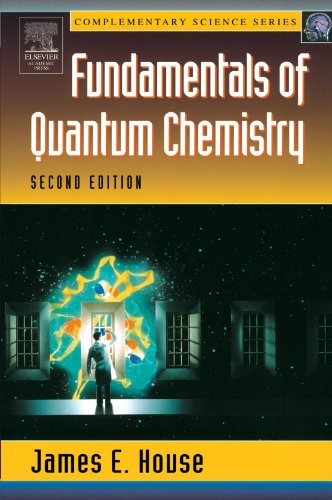 COMPLEMENTARY SCIENCE SERIES
ELSEVIER
ACADEMIC
PRESS
Fundamentals of
Quantum Chemistry
SECOND EDITION
James E. House